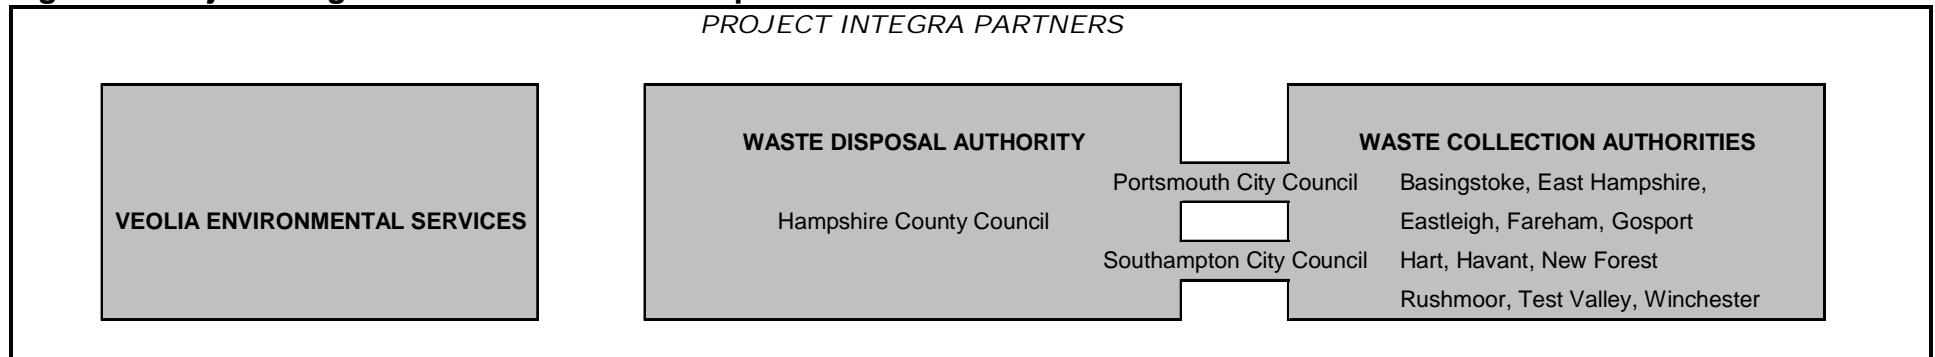 PROJECT INTEGRA PARTNERS
WASTE DISPOSAL AUTHORITY
WASTE COLLECTION AUTHORITIES
Portsmouth City Council
Basingstoke, East Hampshire,
VEOLIA ENVIRONMENTAL SERVICES
Hampshire County Council
Eastleigh, Fareham, Gosport
Southampton City Council
Hart, Havant, New Forest
Rushmoor, Test Valley, Winchester